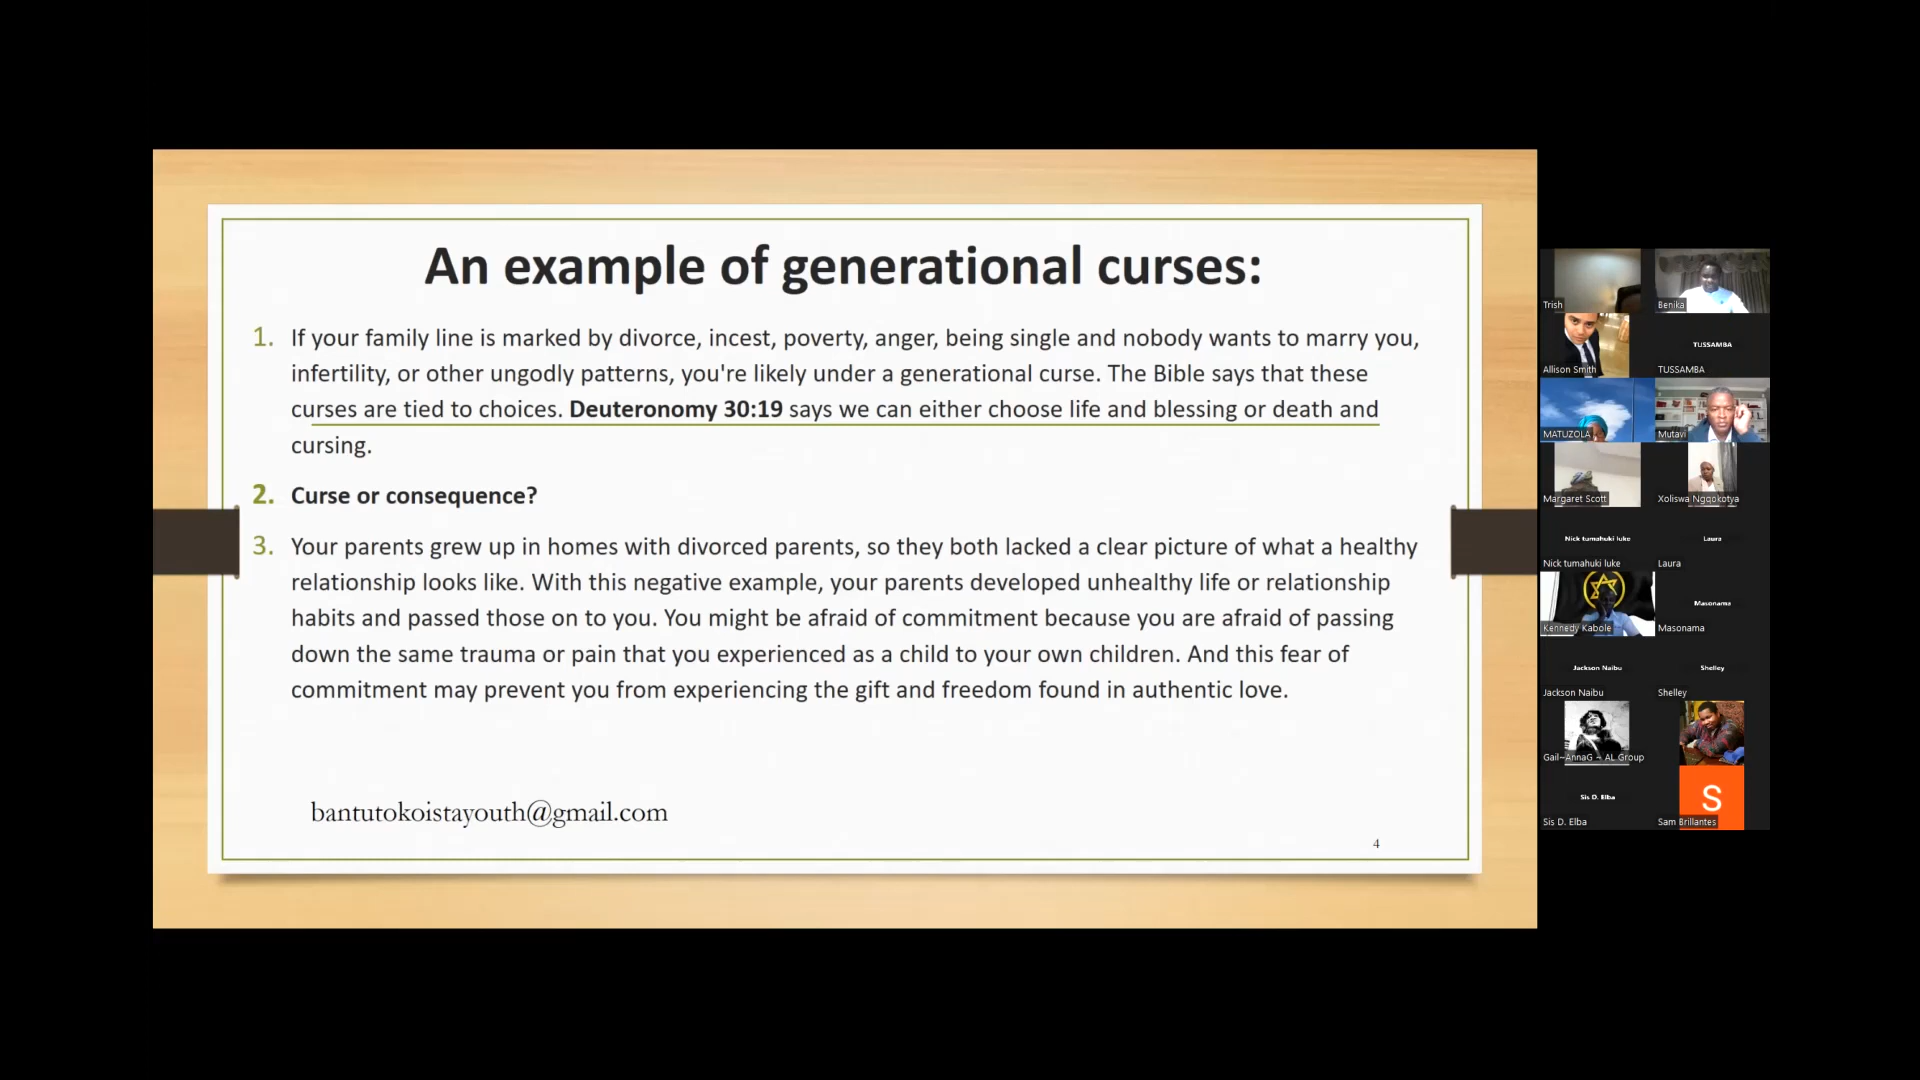 An example of generational curses:
1. If your family line is marked by divorce, incest, poverty, anger, being single and nobody wants to marry you,
infertility, or other ungodly patterns, you're likely under a generational curse. The Bible says that these
curses are tied to choices. Deuteronomy 30:19 says we can either choose life and blessing or death and
cursing.
2. Curse or consequence?
3. Your parents grew up in homes with divorced parents, so they both lacked a clear picture of what a healthy
relationship looks like. With this negative example, your parents developed unhealthy life or relationship
habits and passed those on to you. You might be afraid of commitment because you are afraid of passing
down the same trauma or pain that you experienced as a child to your own children. And this fear of
commitment may prevent you from experiencing the gift and freedom found in authentic love.
bantutokoistayouth@gmail.com
4
Trish
Benika
Allison Smith
TUSSAMBA
TUSSAMBA
MATUZOLA
Mutavi
Margaret Scott
Xoliswa Ngqokotya
Nick tumahuki luke
Nick tumahuki luke
Laura
Laura
Kennedy Kabole
Masonama
Masonama
Jackson Naibu
Jackson Naibu
Shelley
Shelley
Gail~AnnaG ~ AL Group
Sis D. Elba
Sis D. Elba
S
Sam Brillantes